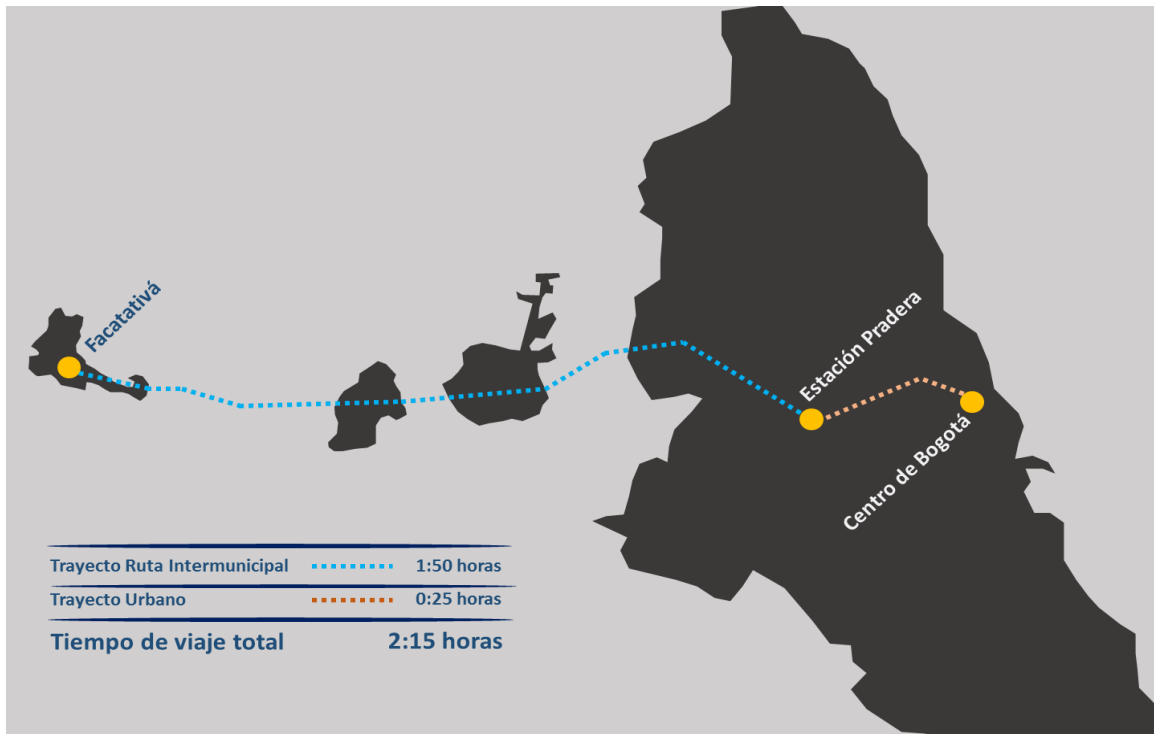 Facatativá
Estación Pradera
Centro de Bogotá
Trayecto Ruta Intermunicipal 1:50 horas
Trayecto Urbano 0:25 horas
Tiempo de viaje total 2:15 horas